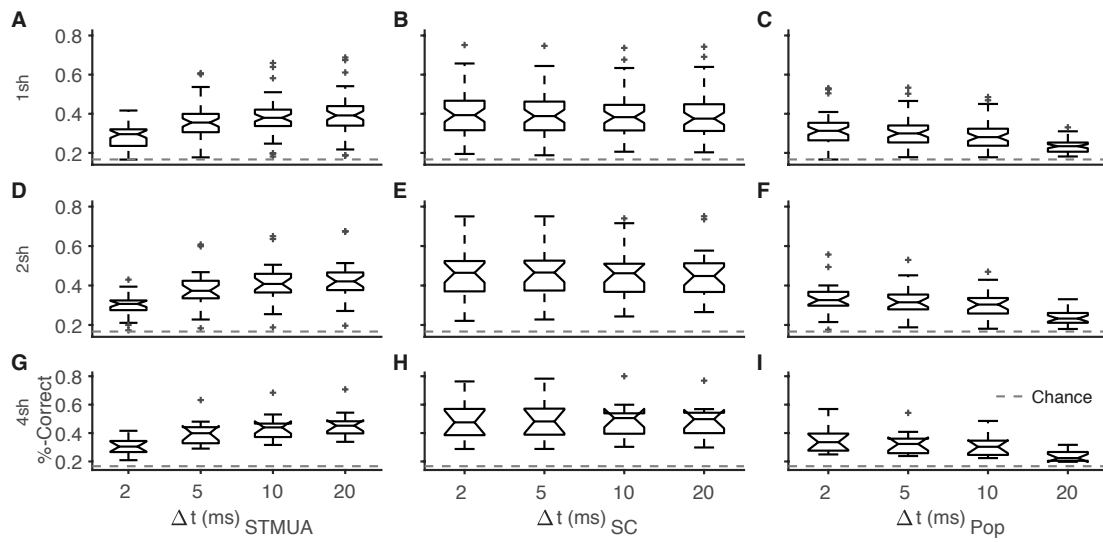 A B C
0.8
0.6
0.4
0.2
1sh
D E F
0.8
0.6
0.4
0.2
2sh
G H I
0.8
0.6
0.4
0.2
4sh
%-Correct
Chance
2 5 10 20 2 5 10 20 2 5 10 20
Δ t (ms) STMUA Δ t (ms) SC Δ t (ms) Pop